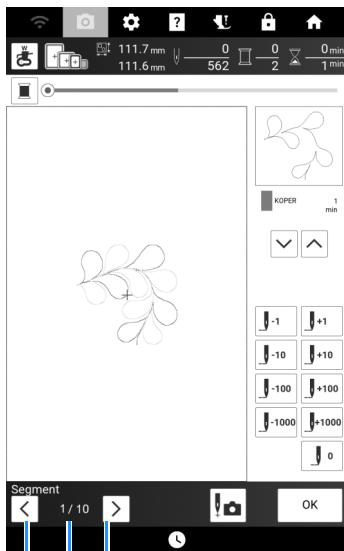 ?
W
111.7 mm
111.6 mm
0
562
0
2
0 min
1 min
KOPER 1
min
-1 +1
-10 +10
-100 +100
-1000 +1000
0
Segment
1 / 10
OK